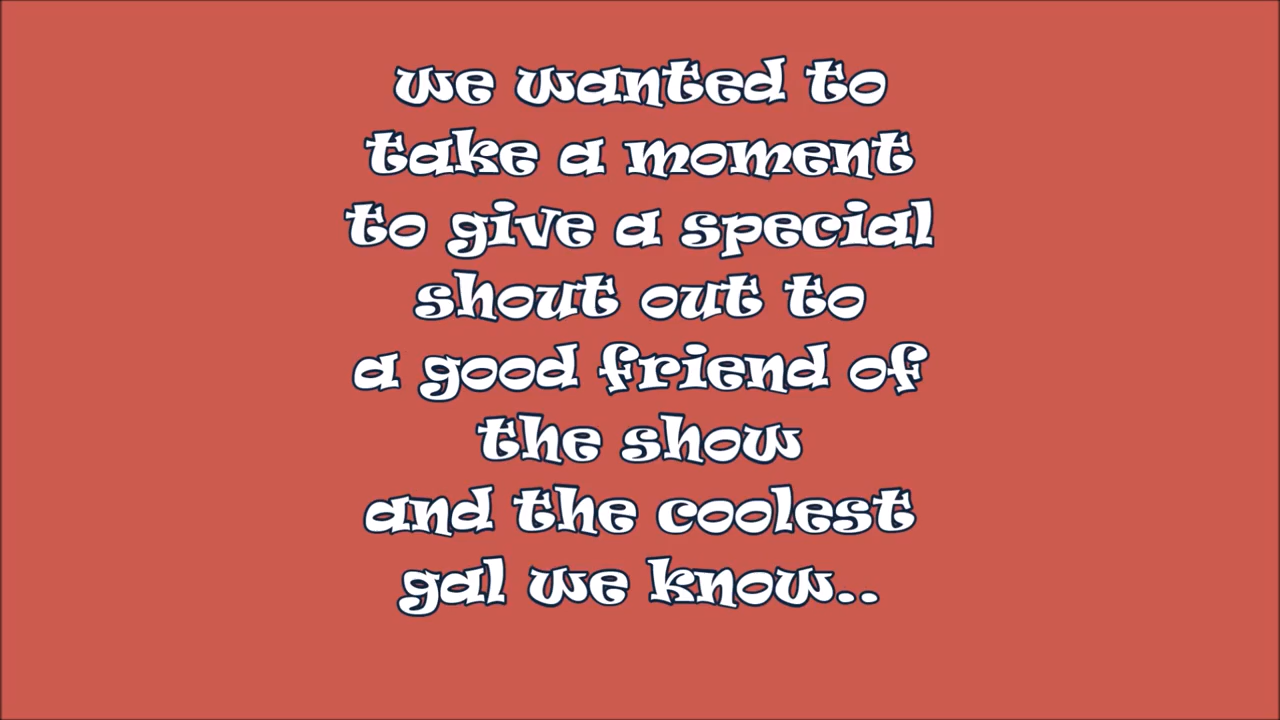 we wanted to
take a moment
to give a special
shout out to
a good friend of
the show
and the coolest
gal we know..